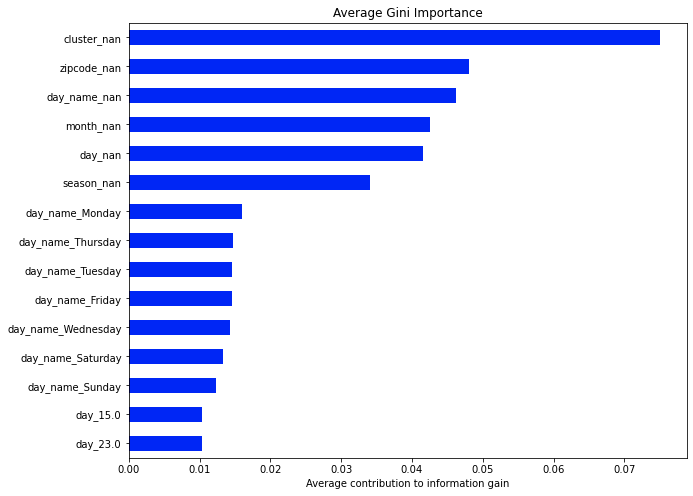 Average Gini Importance
cluster_nan
zipcode_nan
day_name_nan
month_nan
day_nan
season_nan
day_name_Monday
day_name_Thursday
day_name_Tuesday
day_name_Friday
day_name_Wednesday
day_name_Saturday
day_name_Sunday
day_15.0
day_23.0
0.00 0.01 0.02 0.03 0.04 0.05 0.06 0.07
Average contribution to information gain